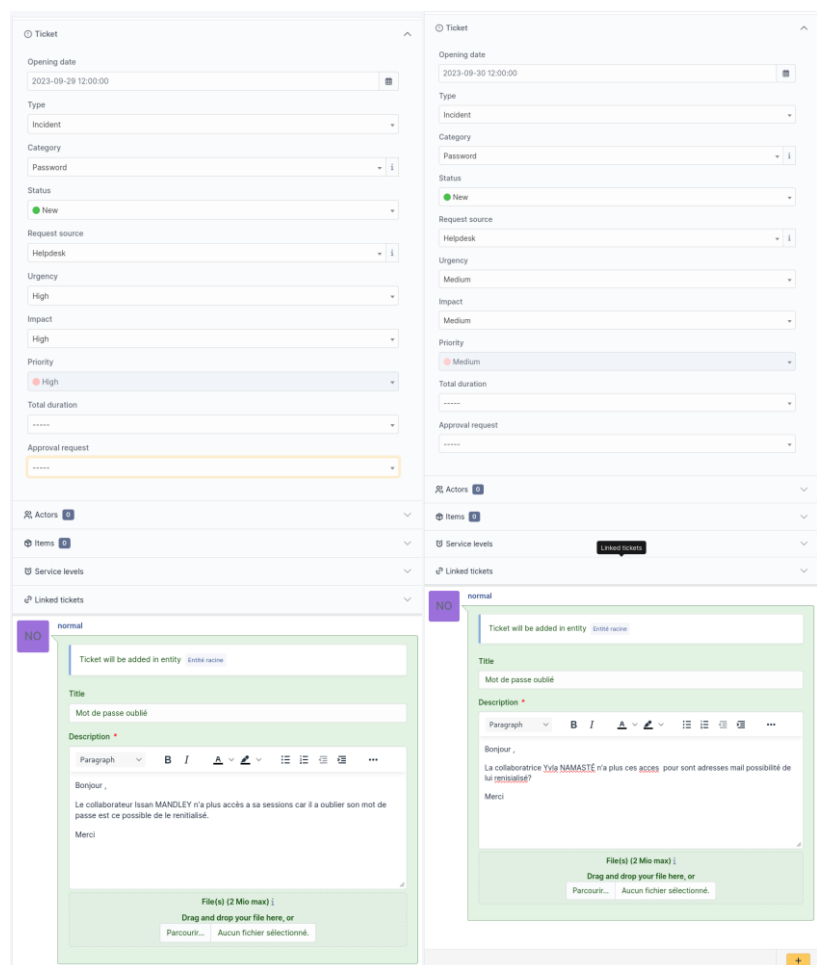 Ticket
Opening date
2023-09-29 12:00:00
Type
Incident
Category
Password
i
Status
New
Request source
Helpdesk
i
Urgency
High
Impact
High
Priority
High
Total duration
-----
Approval request
-----
Actors 0
Items 0
Service levels
Linked tickets
NO
normal
Ticket will be added in entity Entité racine
Title
Mot de passe oublié
Description *
Paragraph B I A ...
Bonjour ,
Le collaborateur Issan MANDLEY n'a plus accès a sa sessions car il a oublier son mot de
passe est ce possible de le renitialisé.
Merci
File(s) (2 Mio max) i
Drag and drop your file here, or
Parcourir... Aucun fichier sélectionné.
Ticket
Opening date
2023-09-30 12:00:00
Type
Incident
Category
Password
i
Status
New
Request source
Helpdesk
i
Urgency
Medium
Impact
Medium
Priority
Medium
Total duration
-----
Approval request
-----
Actors 0
Items 0
Service levels
Linked tickets
Linked tickets
NO
normal
Ticket will be added in entity Entité racine
Title
Mot de passe oublié
Description *
Paragraph B I A ...
Bonjour ,
La collaboratrice Yvla NAMASTÉ n'a plus ces acces pour sont adresses mail possibilité de
lui renisialisé?
Merci
File(s) (2 Mio max) i
Drag and drop your file here, or
Parcourir... Aucun fichier sélectionné.
+